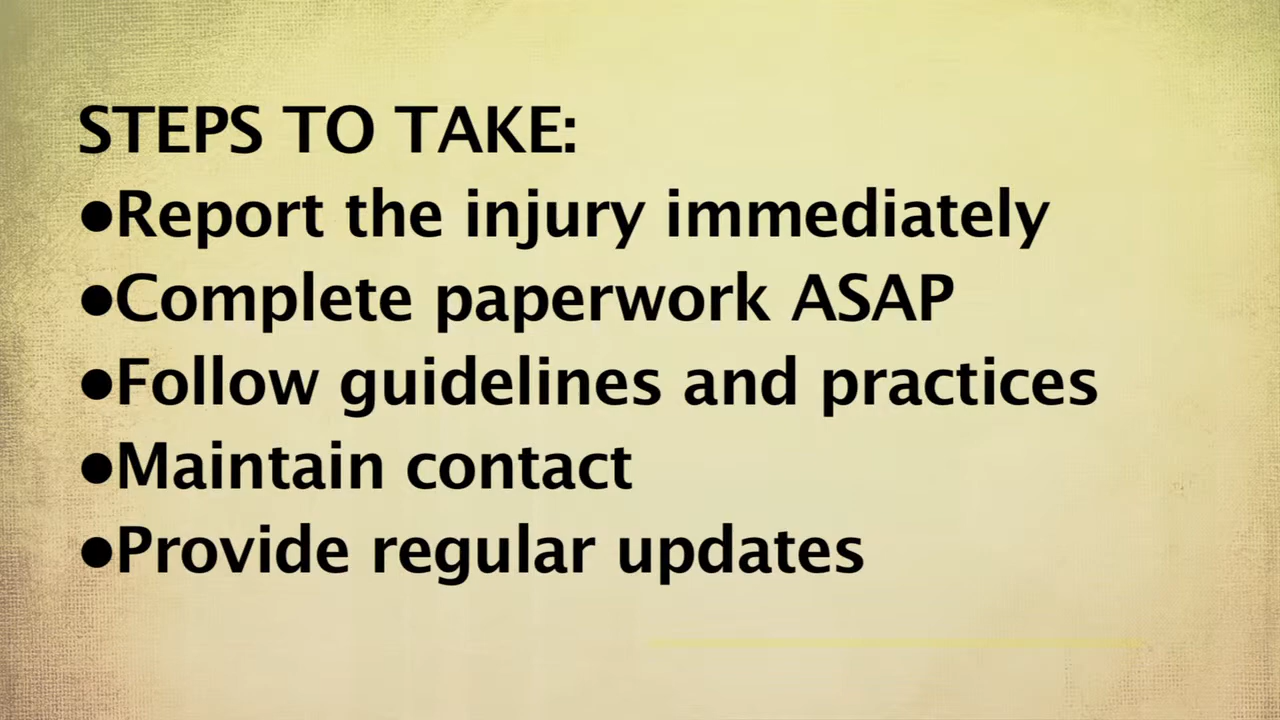 STEPS TO TAKE:
●Report the injury immediately
●Complete paperwork ASAP
●Follow guidelines and practices
●Maintain contact
●Provide regular updates